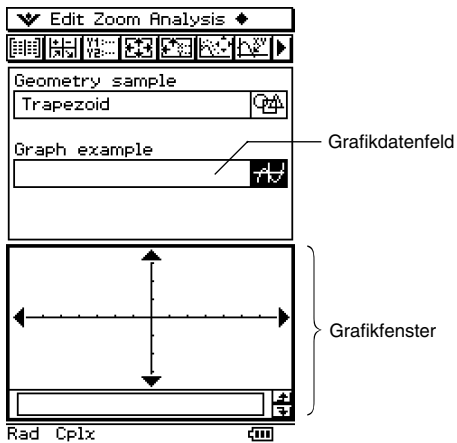 Edit Zoom Analysis ◆
Geometry sample
Trapezoid
Graph example
Grafikdatenfeld
Grafikfenster
Rad Cplx